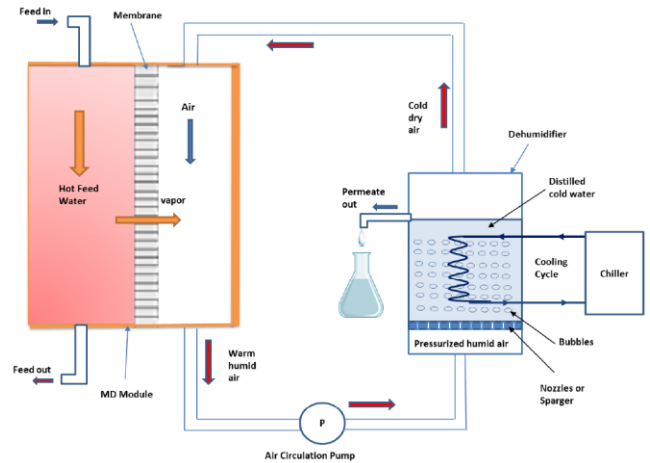 Feed In
Membrane
Air
Hot Feed
Water
vapor
Feed out
MD Module
Warm
humid
air
P
Air Circulation Pump
Cold
dry
air
Dehumidifier
Permeate
out
Distilled
cold water
Cooling
Cycle
Chiller
Bubbles
Pressurized humid air
Nozzles or
Sparger